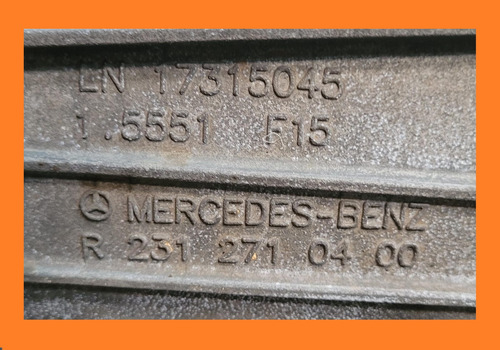 LN 17315045
1.5551 F15
MERCEDES-BENZ
R 231 271 04 00